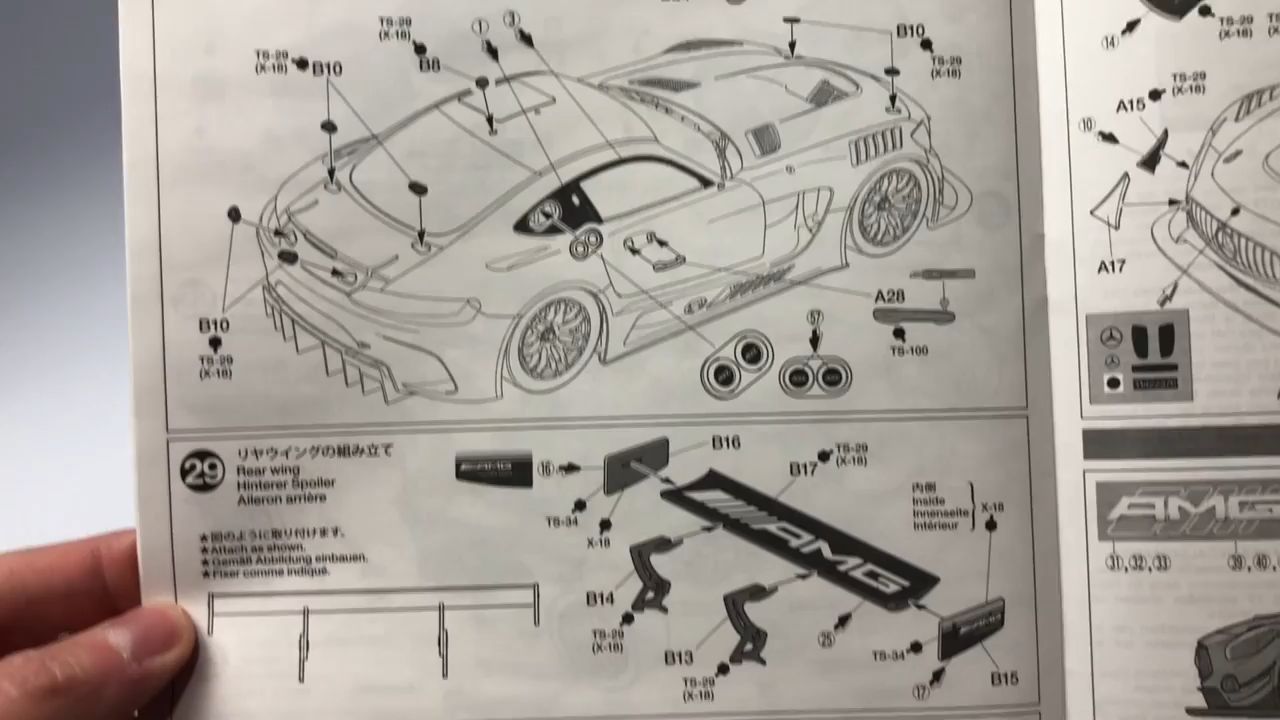 TS-29
(X-18)
B8
①
③
TS-29
(X-18)
B10
B10
TS-29
(X-18)
B10
TS-29
(X-18)
A28
TS-100
57
29
リヤウイングの組み立て
Rear wing
Hinterer Spoiler
Aileron arrière
★図のように取り付けます。
★Attach as shown.
★Gemäß Abbildung einbauen.
★Fixer comme indiqué.
AMG
⑯
B16
TS-34
X-18
B17
TS-29
(X-18)
AMG
内側
Inside
Innenseite
Intérieur
X-18
B14
TS-29
(X-18)
B13
TS-29
(X-18)
㉕
TS-34
⑰
B15
⑭
TS-29
(X-18)
A15
TS-29
(X-18)
⑩
A17
AMG
㉛,㉜,㉝
㊴,㊵,